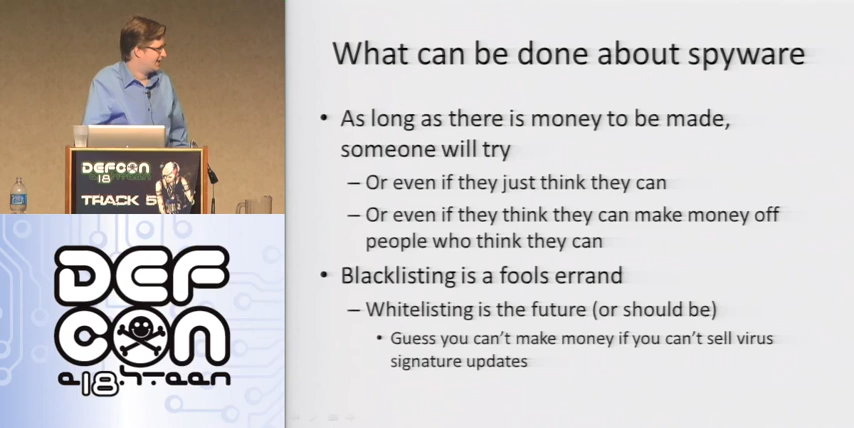 What can be done about spyware
• As long as there is money to be made,
someone will try
– Or even if they just think they can
– Or even if they think they can make money off
people who think they can
• Blacklisting is a fools errand
– Whitelisting is the future (or should be)
• Guess you can't make money if you can't sell virus
signature updates
DEFCON
18
TRACK 5
DEF
CON
e18hteen